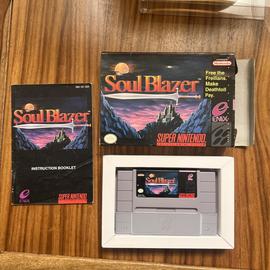 Soul Blazer
INSTRUCTION BOOKLET
ENIX
SUPER NINTENDO
Soul Blazer
SUPER NINTENDO
Nintendo
Free the
Freilians.
Make
Deathtoll
Pay.
ENIX
Soul Blazer